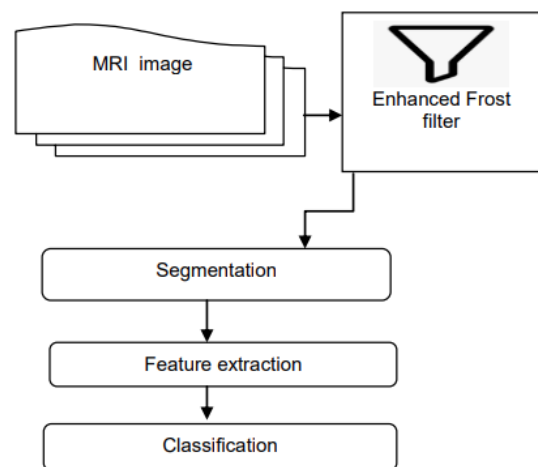 MRI image
Enhanced Frost
filter
Segmentation
Feature extraction
Classification